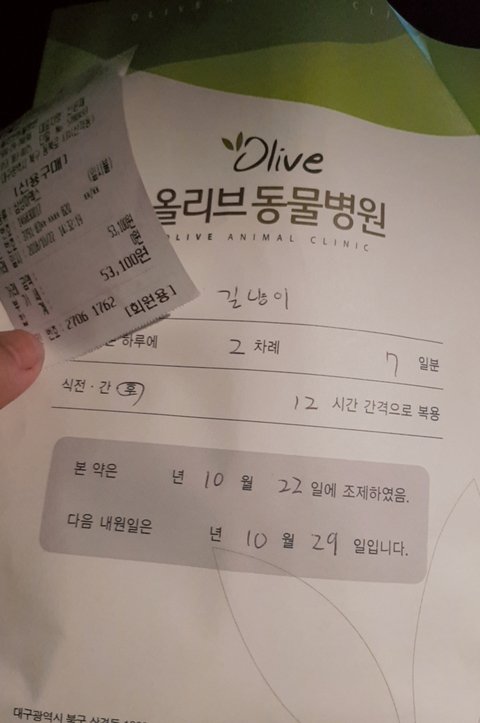 Olive
올리브동물병원
OLIVE ANIMAL CLINIC
[신용구매]
53,100원
53,100원
2706 1762
[회원용]
길냥이
하루에 2 차례 7 일분
식전·간 후 12 시간 간격으로 복용
본 약은 년 10 월 22 일에 조제하였음.
다음 내원일은 년 10 월 29 일입니다.
대구광역시 북구